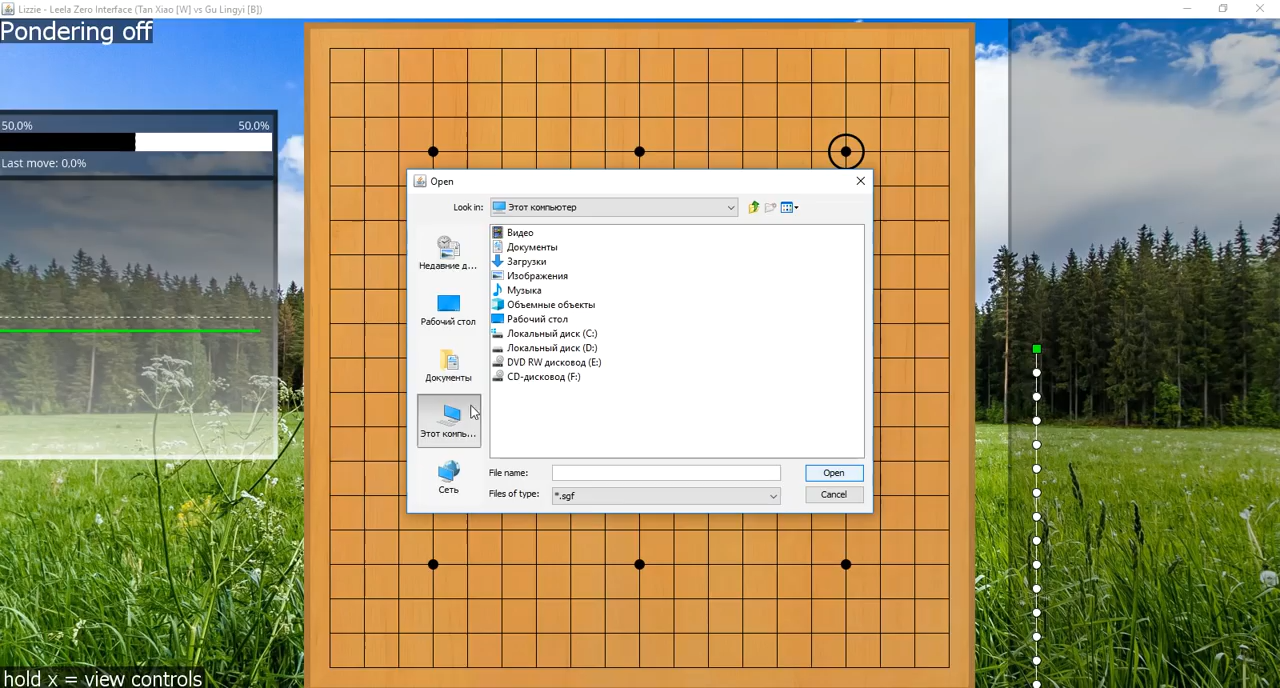 Lizzie - Leela Zero Interface (Tan Xiao [W] vs Gu Lingyi [B])
Pondering off
50,0% 50,0%
Last move: 0,0%
Open
Look in: Этот компьютер
Недавние д...
Рабочий стол
Документы
Этот компь...
Сеть
Видео
Документы
Загрузки
Изображения
Музыка
Объемные объекты
Рабочий стол
Локальный диск (C:)
Локальный диск (D:)
DVD RW дисковод (E:)
CD-дисковод (F:)
File name: Open
Files of type: *.sgf Cancel
hold x = view controls